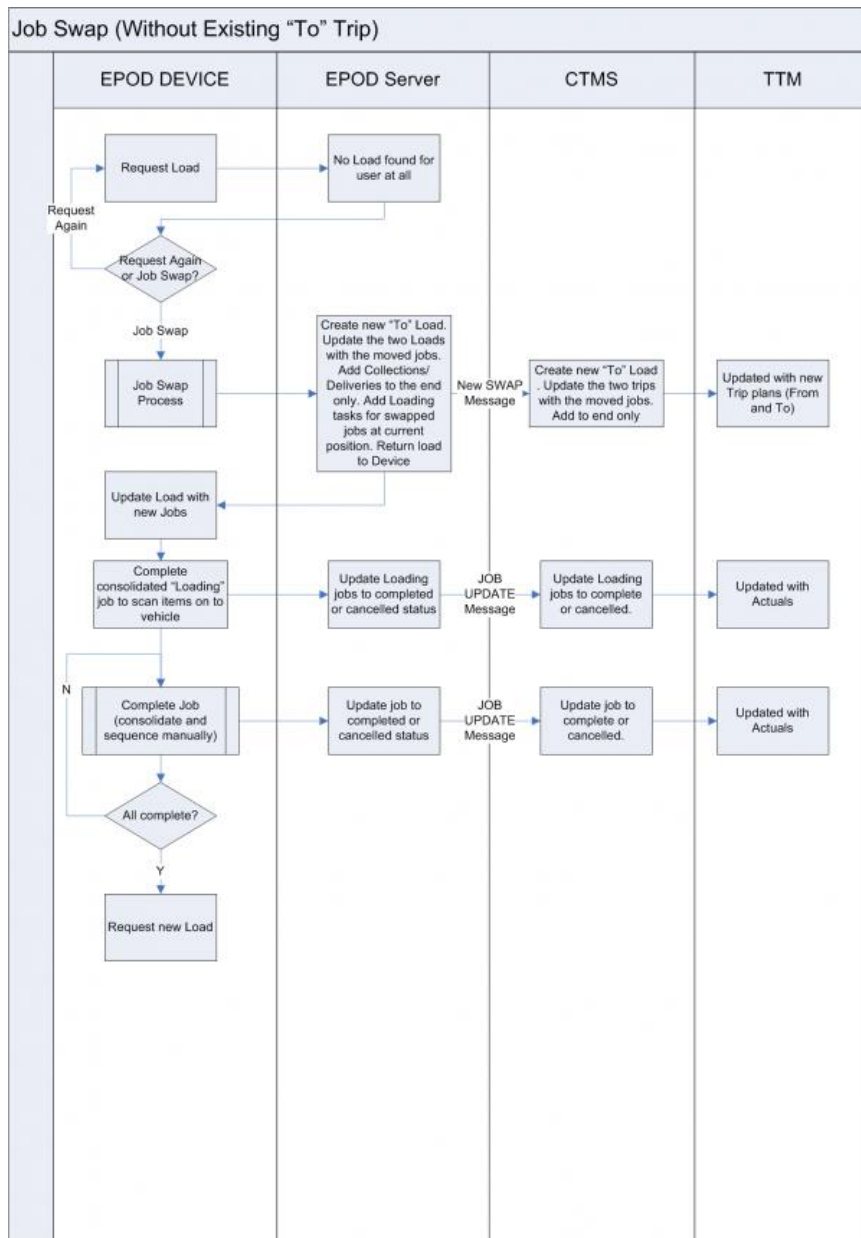 Job Swap (Without Existing “To” Trip)
EPOD DEVICE
EPOD Server
CTMS
TTM
Request Load
No Load found for
user at all
Request
Again
Request Again
or Job Swap?
Job Swap
Job Swap
Process
Create new “To” Load.
Update the two Loads
with the moved jobs.
Add Collections/
Deliveries to the end
only. Add Loading
tasks for swapped
jobs at current
position. Return load
to Device
New SWAP
Message
Create new “To” Load
. Update the two trips
with the moved jobs.
Add to end only
Updated with new
Trip plans (From
and To)
Update Load with
new Jobs
Complete
consolidated “Loading”
job to scan items on to
vehicle
Update Loading
jobs to completed
or cancelled status
JOB
UPDATE
Message
Update Loading
jobs to complete
or cancelled.
Updated with
Actuals
N
Complete Job
(consolidate and
sequence manually)
Update job to
completed or
cancelled status
JOB
UPDATE
Message
Update job to
complete or
cancelled.
Updated with
Actuals
All complete?
Y
Request new Load